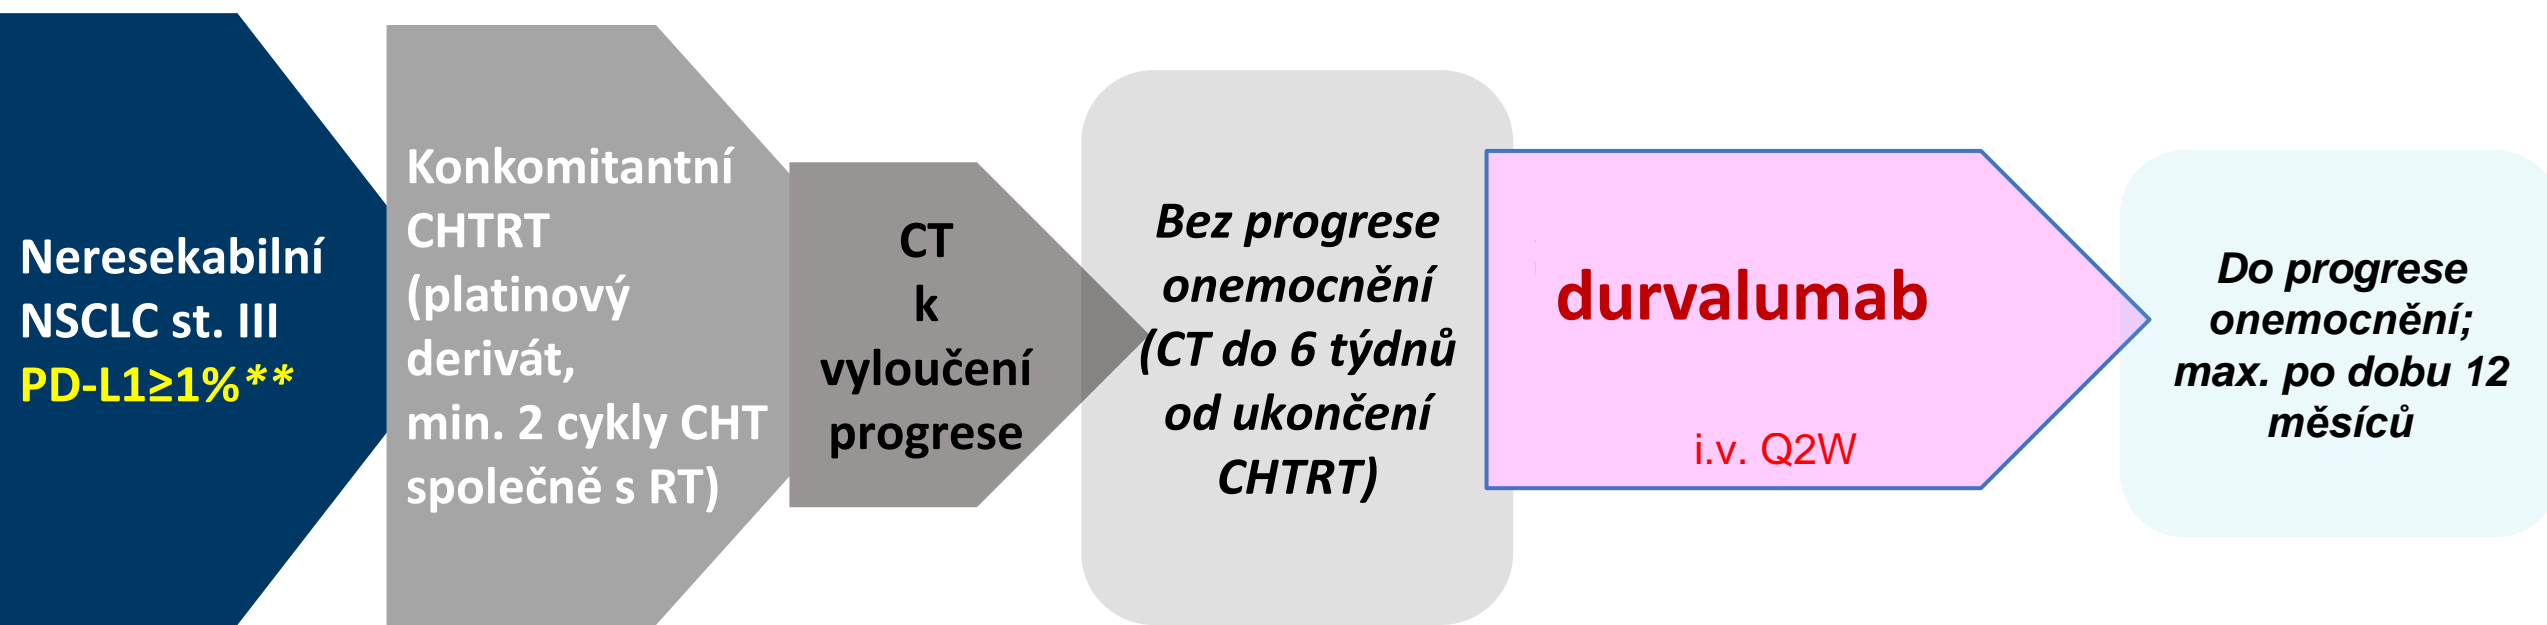 Neresekabilní
NSCLC st. III
PD-L1≥1%**
Konkomitantní
CHTRT
(platinový
derivát,
min. 2 cykly CHT
společně s RT)
CT
k
vyloučení
progrese
Bez progrese
onemocnění
(CT do 6 týdnů
od ukončení
CHTRT)
durvalumab
i.v. Q2W
Do progrese
onemocnění;
max. po dobu 12
měsíců